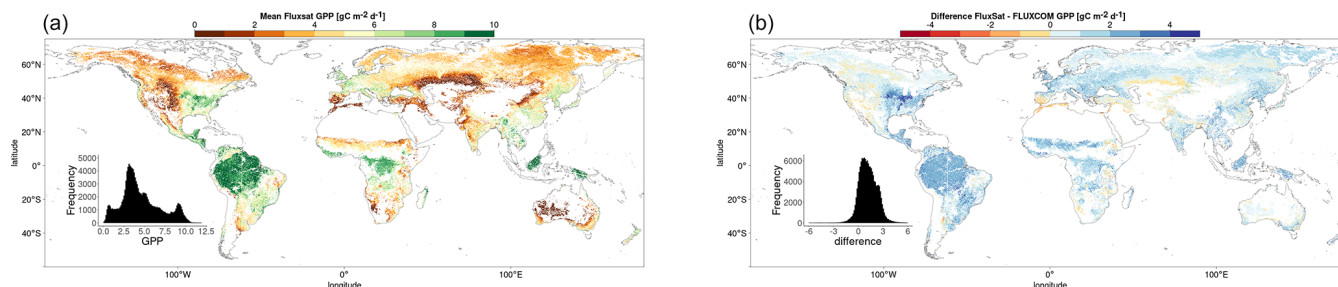 (a)
Mean Fluxsat GPP [gC m-2 d-1]
0 2 4 6 8 10
60°N
40°N
20°N
0°
20°S
40°S
latitude
5000
4000
3000
2000
1000
0
Frequency
0.0 2.5 5.0 7.5 10.0 12.5
GPP
100°W 0° 100°E
longitude
(b)
Difference FluxSat - FLUXCOM GPP [gC m-2 d-1]
-4 -2 0 2 4
60°N
40°N
20°N
0°
20°S
40°S
latitude
6000
4000
2000
0
Frequency
-6 -3 0 3 6
difference
100°W 0° 100°E
longitude